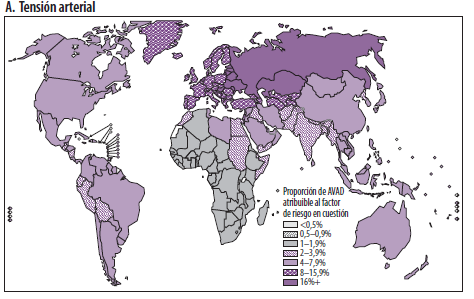 A. Tensión arterial
Proporción de AVAD
atribuible al factor
de riesgo en cuestión
<0,5%
0,5–0,9%
1–1,9%
2–3,9%
4–7,9%
8–15,9%
16%+